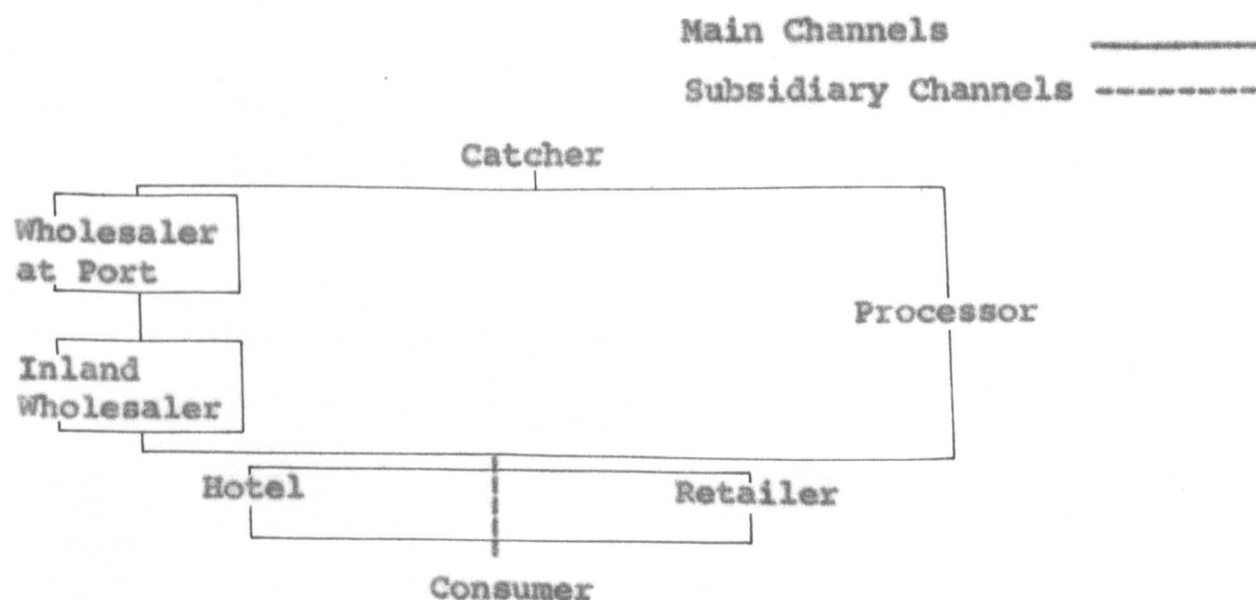 Main Channels
Subsidiary Channels
Catcher
Wholesaler
at Port
Processor
Inland
Wholesaler
Hotel
Retailer
Consumer